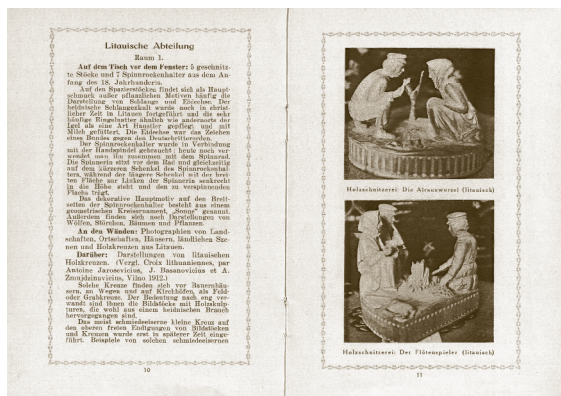 Litauische Abteilung
Raum 1.
Auf dem Tisch vor dem Fenster: 5 geschnitz-
te Stöcke und 7 Spinnrockenhalter aus dem An-
fang des 18. Jahrhunderts.
Auf den Spazierstöcken findet sich als Haupt-
schmuck außer pflanzlichen Motiven häufig die
Darstellung von Schlange und Eidechse. Der
heidnische Schlangenkult wurde noch in christ-
licher Zeit in Litauen fortgeführt und die sehr
häufige Ringelnatter ähnlich wie anderorts der
Igel als eine Art Haustier gepflegt und mit
Milch gefüttert. Die Eidechse war das Zeichen
eines Bundes gegen den Deutschritterorden.
Der Spinnrockenhalter wurde in Verbindung
mit der Handspindel gebraucht; heute noch ver-
wendet man ihn zusammen mit dem Spinnrad.
Die Spinnerin sitzt vor dem Rad und gleichzeitig
auf dem kürzeren Schenkel des Spinnrockenhal-
ters, während der längere Schenkel mit der brei-
ten Fläche zur Linken der Spinnerin senkrecht
in die Höhe steht und den zu verspinnenden
Flachs trägt.
Das dekorative Hauptmotiv auf den Breit-
seiten der Spinnrockenhalter besteht aus einem
geometrischen Kreisornament, „Sonne" genannt.
Außerdem finden sich noch Darstellungen von
Wölfen, Störchen, Bäumen und Pflanzen.
An den Wänden: Photographien von Land-
schaften, Ortschaften, Häusern, ländlichen Sze-
nen und Holzkreuzen aus Litauen.
Darüber: Darstellungen von litauischen
Holzkreuzen. (Vergl. Croix lithuaniennes, par
Antoine Jarosevicius, J. Basanovicius et A.
Zmujdzinavicius, Vilno 1912.)
Solche Kreuze finden sich vor Bauernhäu-
sern, an Wegen und auf Kirchhöfen, als Feld-
oder Grabkreuze. Der Bedeutung nach eng ver-
wandt sind ihnen die Bildstöcke mit Holzskulp-
turen, die wohl aus einem heidnischen Brauch
hervorgegangen sind.
Das meist schmiedeeiserne kleine Kreuz auf
den oberen freien Endigungen von Bildstöcken
und Kreuzen wurde erst in späterer Zeit einge-
führt. Beispiele von solchen schmiedeeisernen
10
Holzschnitzerei: Die Alraunwurzel (litanisch)
Holzschnitzerei: Der Flötenspieler (litanisch)
11